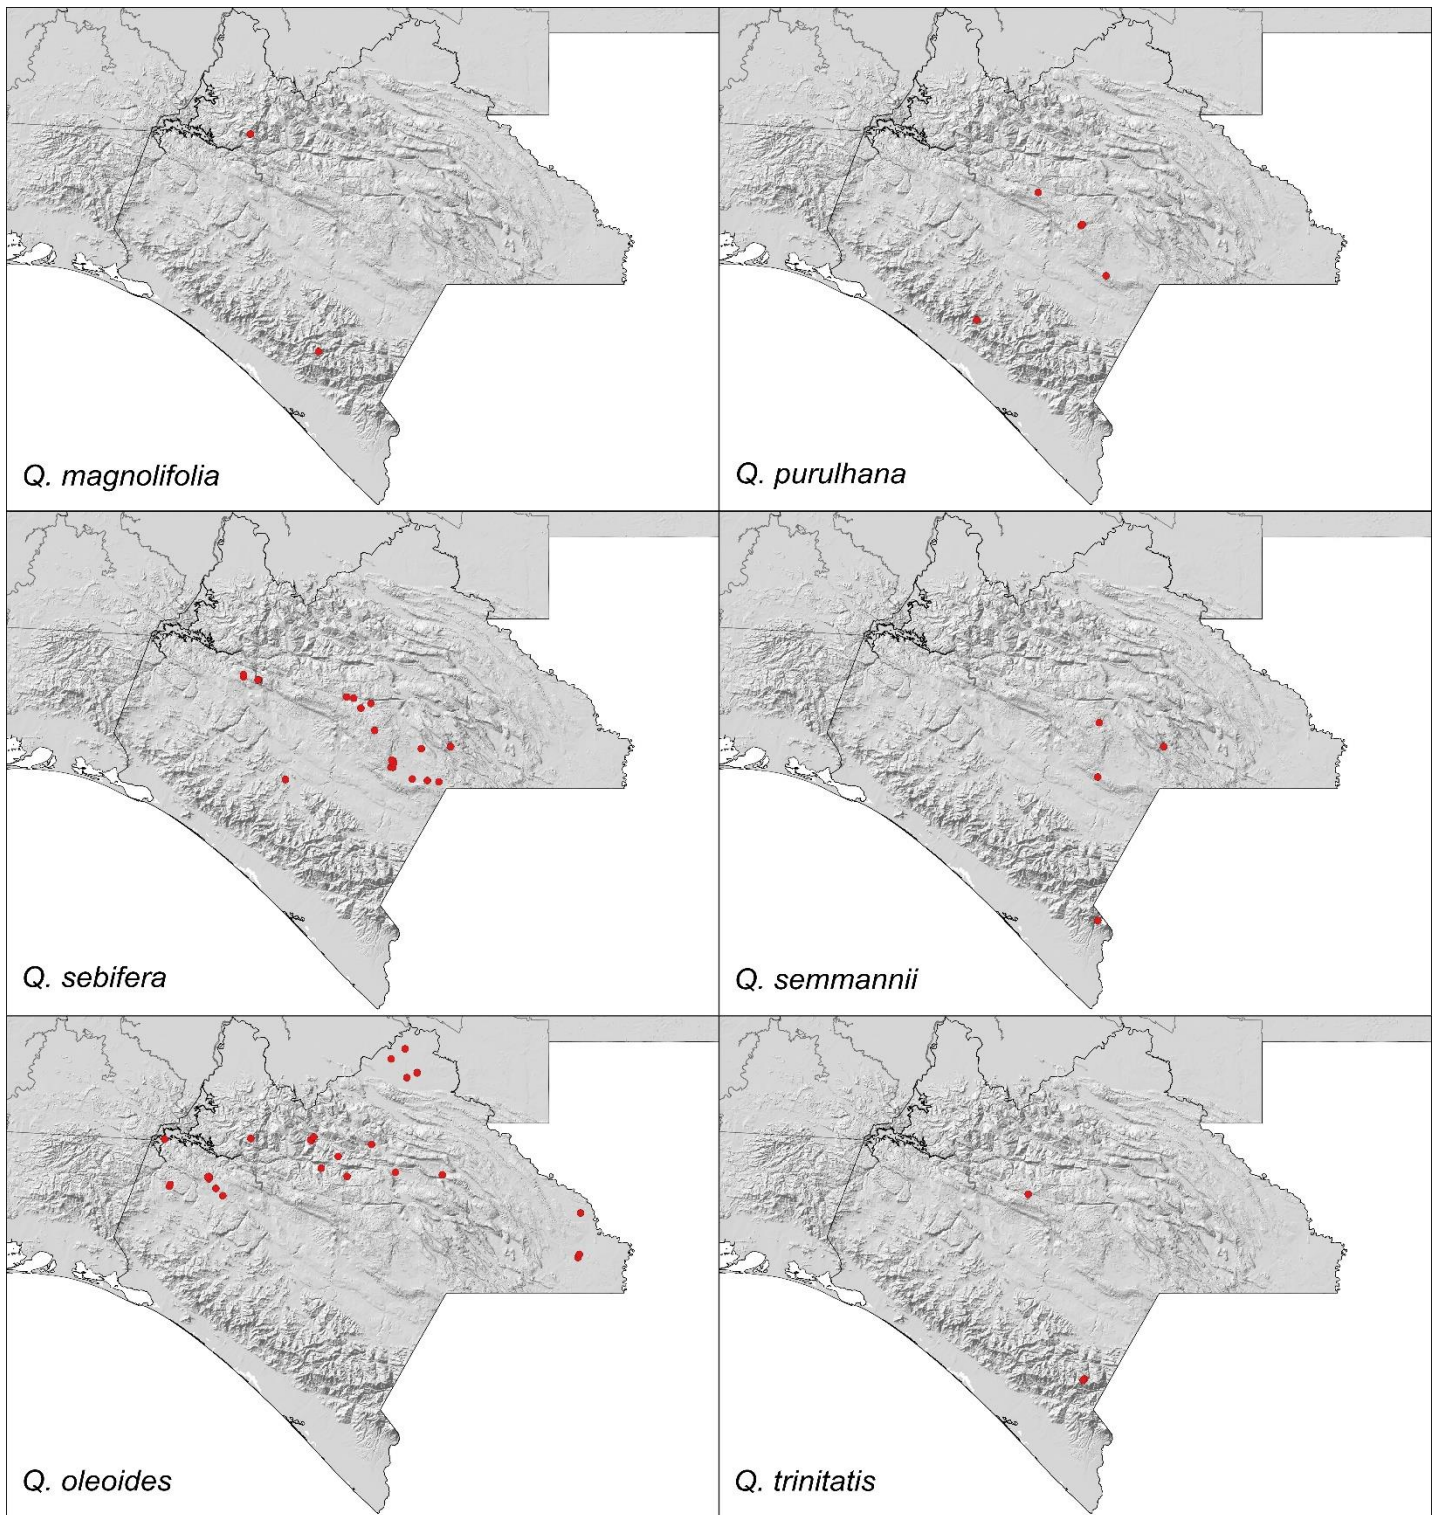 Q. magnolifolia
Q. purulhana
Q. sebifera
Q. semmannii
Q. oleoides
Q. trinitatis